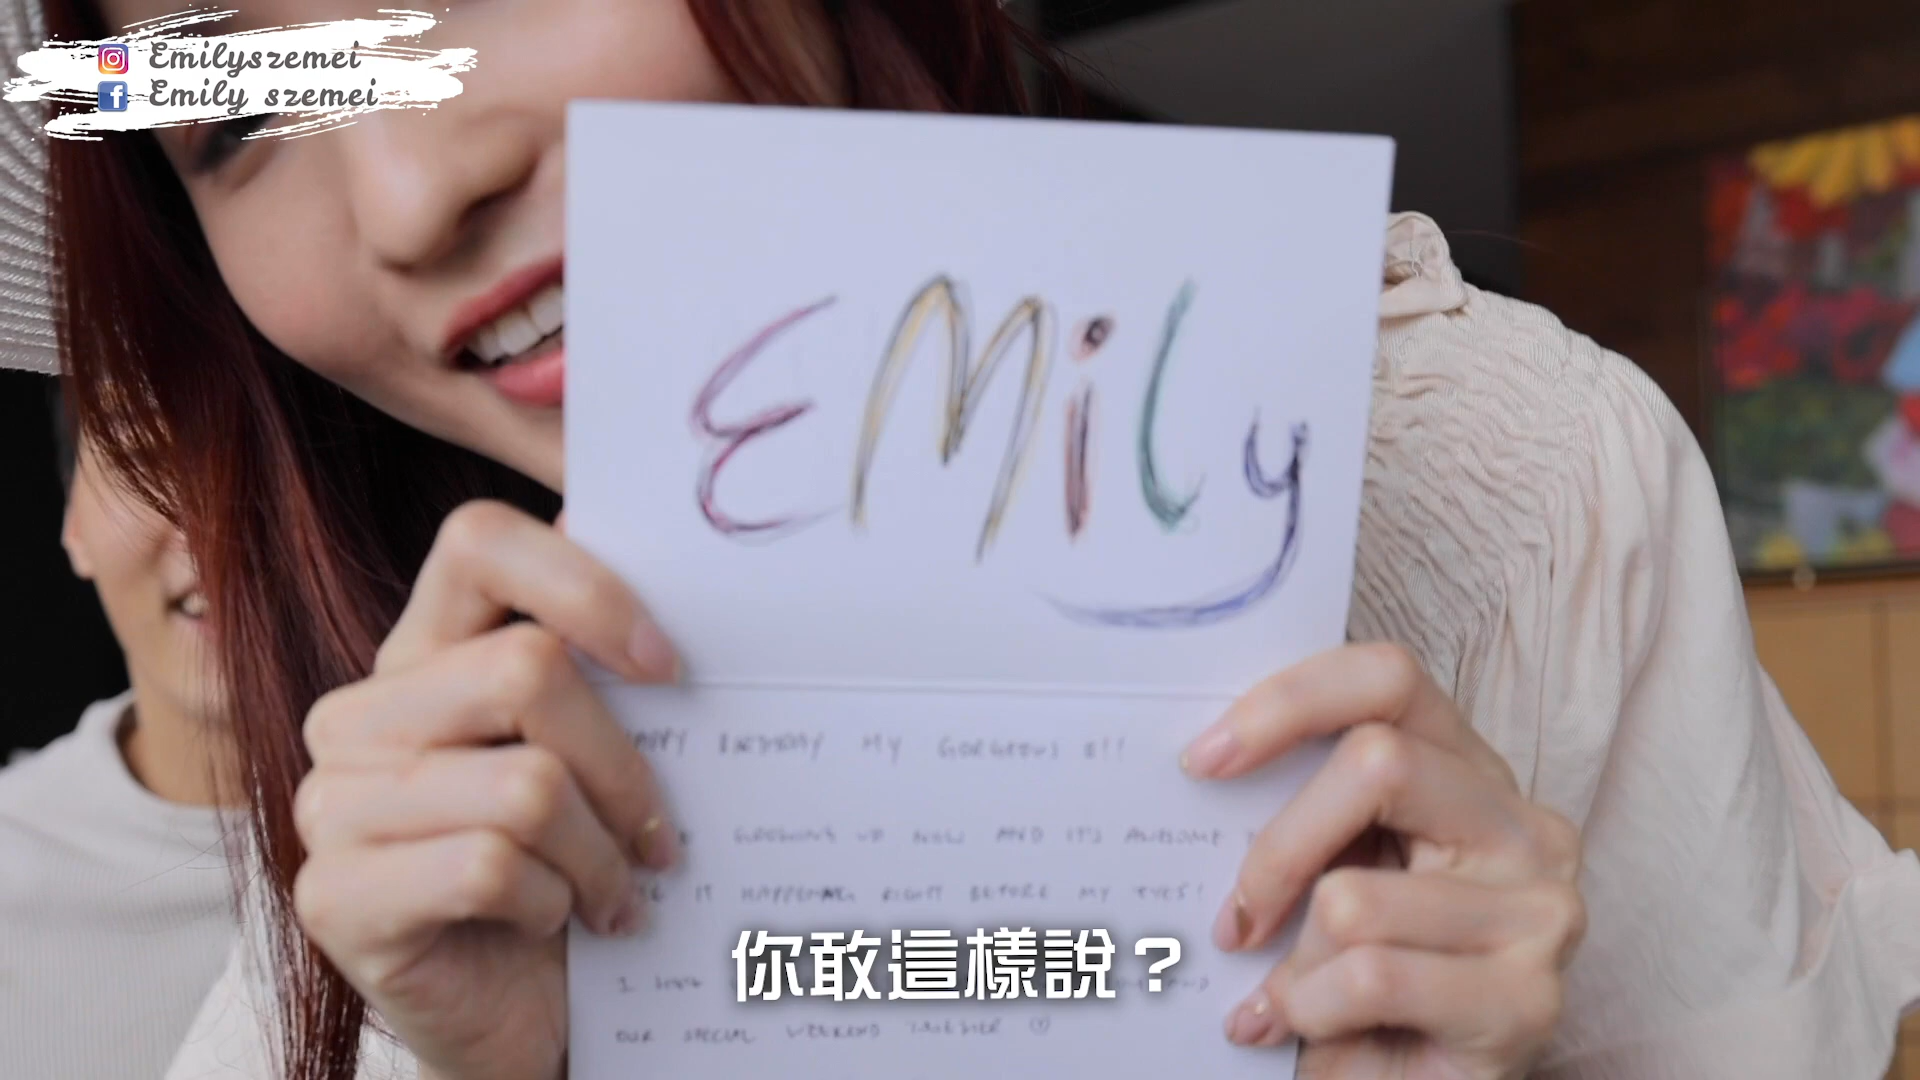 Emilyszemei
Emily szemei
EMily
HAPPY BIRTHDAY MY GORGEOUS
GROWING UP NOW AND IT'S AWESOME
IT HAPPENING RIGHT BEFORE MY EYES!
你敢這樣說？
OUR SPECIAL WEEKEND TOGETHER